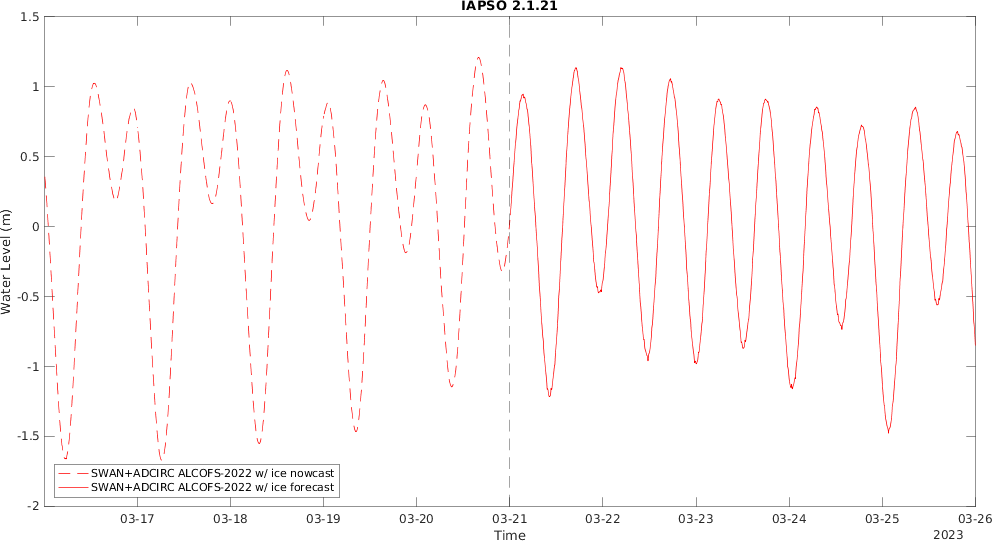 IAPSO 2.1.21
1.5
1
0.5
0
-0.5
-1
-1.5
-2
Water Level (m)
SWAN+ADCIRC ALCOFS-2022 w/ ice nowcast
SWAN+ADCIRC ALCOFS-2022 w/ ice forecast
03-17 03-18 03-19 03-20 03-21 03-22 03-23 03-24 03-25 03-26
Time
2023